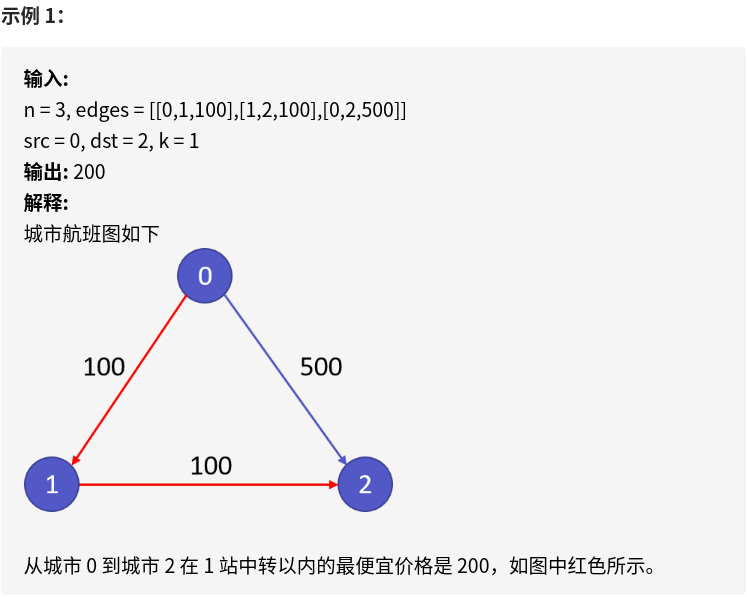 示例 1：
输入:
n = 3, edges = [[0,1,100],[1,2,100],[0,2,500]]
src = 0, dst = 2, k = 1
输出: 200
解释:
城市航班图如下
0
100
500
1
100
2
从城市 0 到城市 2 在 1 站中转以内的最便宜价格是 200，如图中红色所示。